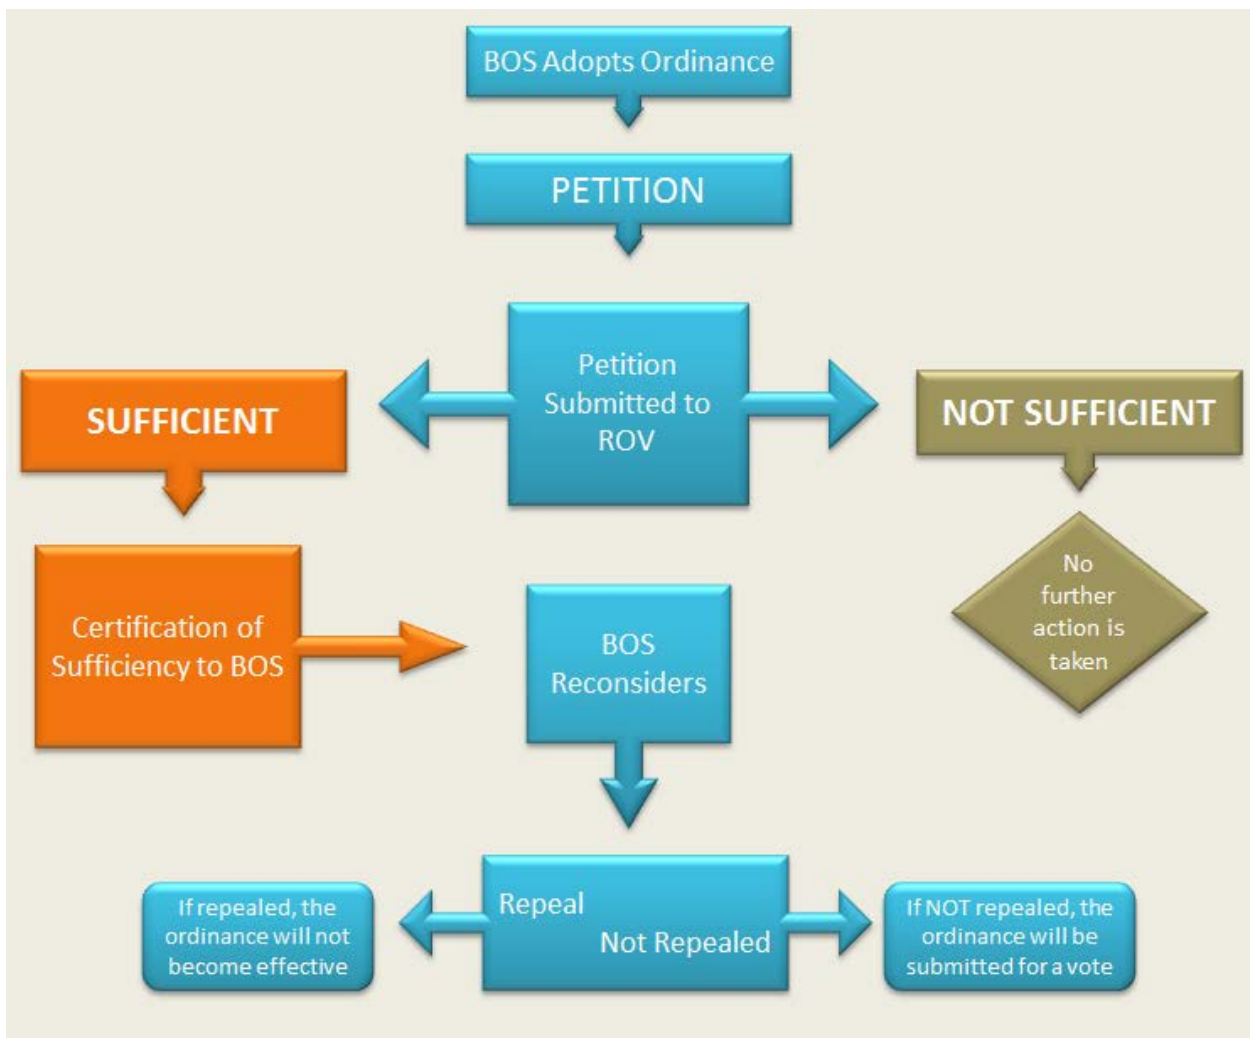 BOS Adopts Ordinance
PETITION
Petition
Submitted to
ROV
SUFFICIENT
NOT SUFFICIENT
Certification of
Sufficiency to BOS
No
further
action is
taken
BOS
Reconsiders
Repeal
Not Repealed
If repealed, the
ordinance will not
become effective
If NOT repealed, the
ordinance will be
submitted for a vote